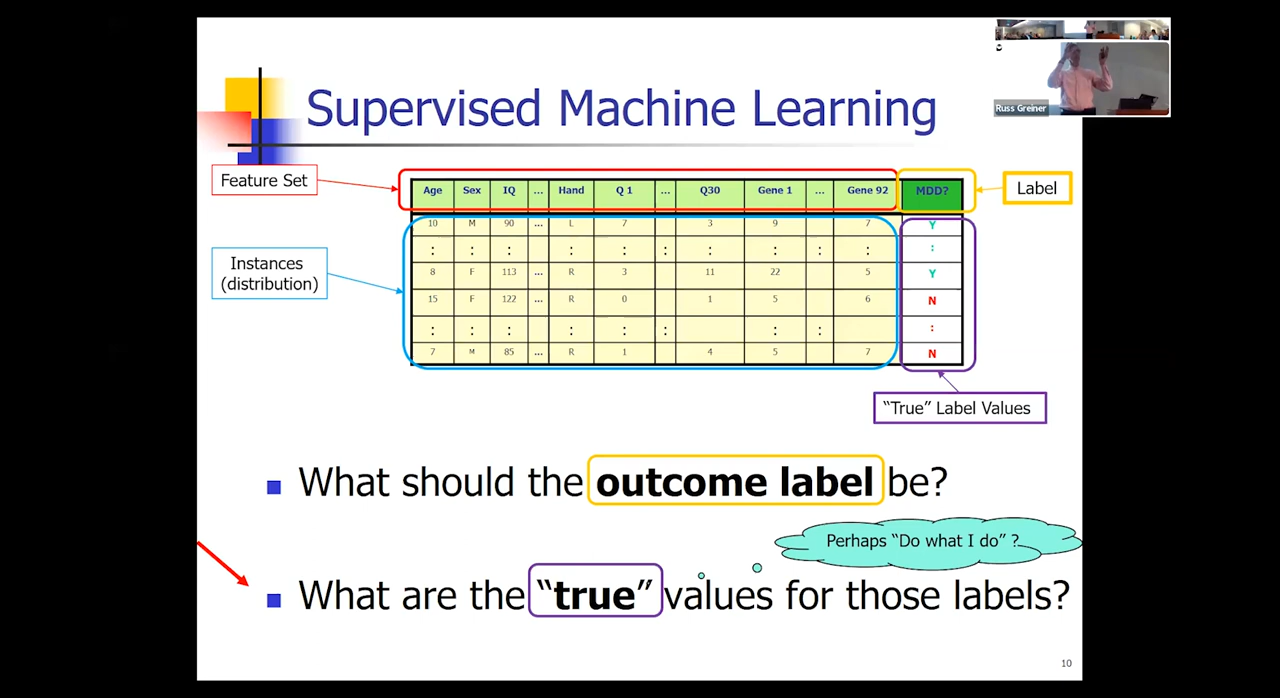 Russ Greiner
Supervised Machine Learning
Feature Set
Label
Age Sex IQ ... Hand Q 1 ... Q30 Gene 1 ... Gene 92 MDD?
10 M 90 ... L 7 3 9 7 Y
: : : : : : : : : : :
8 F 113 ... R 3 11 22 5 Y
15 F 122 ... R 0 1 5 6 N
: : : : : : : : :
7 M 85 ... R 1 4 5 7 N
Instances
(distribution)
"True" Label Values
What should the outcome label be?
Perhaps "Do what I do" ?
What are the "true" values for those labels?
10